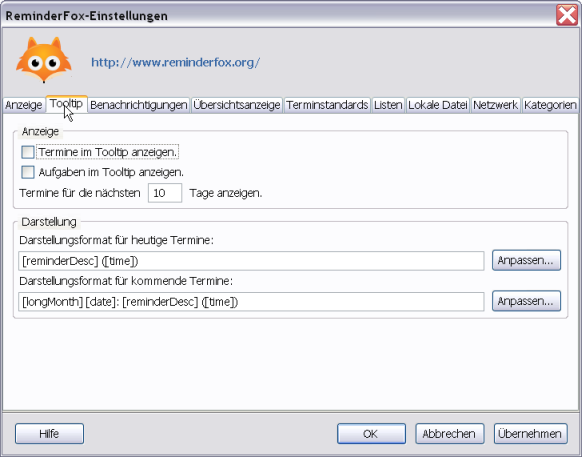 ReminderFox-Einstellungen
http://www.reminderfox.org/
Anzeige Tooltip Benachrichtigungen Übersichtsanzeige Terminstandards Listen Lokale Datei Netzwerk Kategorien
Anzeige
Termine im Tooltip anzeigen.
Aufgaben im Tooltip anzeigen.
Termine für die nächsten 10 Tage anzeigen.
Darstellung
Darstellungsformat für heutige Termine:
[reminderDesc] ([time]) Anpassen...
Darstellungsformat für kommende Termine:
[longMonth] [date]: [reminderDesc] ([time]) Anpassen...
Hilfe OK Abbrechen Übernehmen